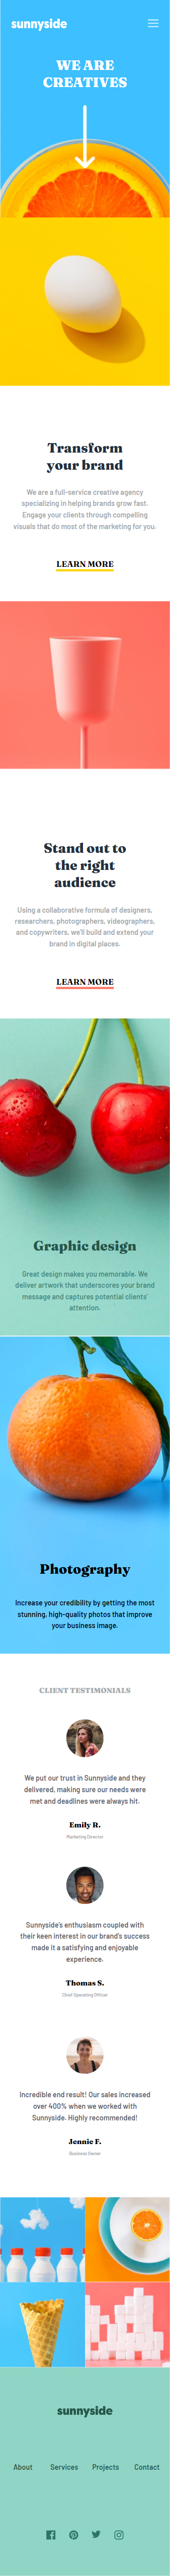 sunnyside
WE ARE
CREATIVES
Transform
your brand
We are a full-service creative agency
specializing in helping brands grow fast.
Engage your clients through compelling
visuals that do most of the marketing for you.
LEARN MORE
Stand out to
the right
audience
Using a collaborative formula of designers,
researchers, photographers, videographers,
and copywriters, we'll build and extend your
brand in digital places.
LEARN MORE
Graphic design
Great design makes you memorable. We
deliver artwork that underscores your brand
message and captures potential clients'
attention.
Photography
Increase your credibility by getting the most
stunning, high-quality photos that improve
your business image.
CLIENT TESTIMONIALS
We put our trust in Sunnyside and they
delivered, making sure our needs were
met and deadlines were always hit.
Emily R.
Marketing Director
Sunnyside's enthusiasm coupled with
their keen interest in our brand's success
made it a satisfying and enjoyable
experience.
Thomas S.
Chief Operating Officer
Incredible end result! Our sales increased
over 400% when we worked with
Sunnyside. Highly recommended!
Jennie F.
Business Owner
sunnyside
About Services Projects Contact